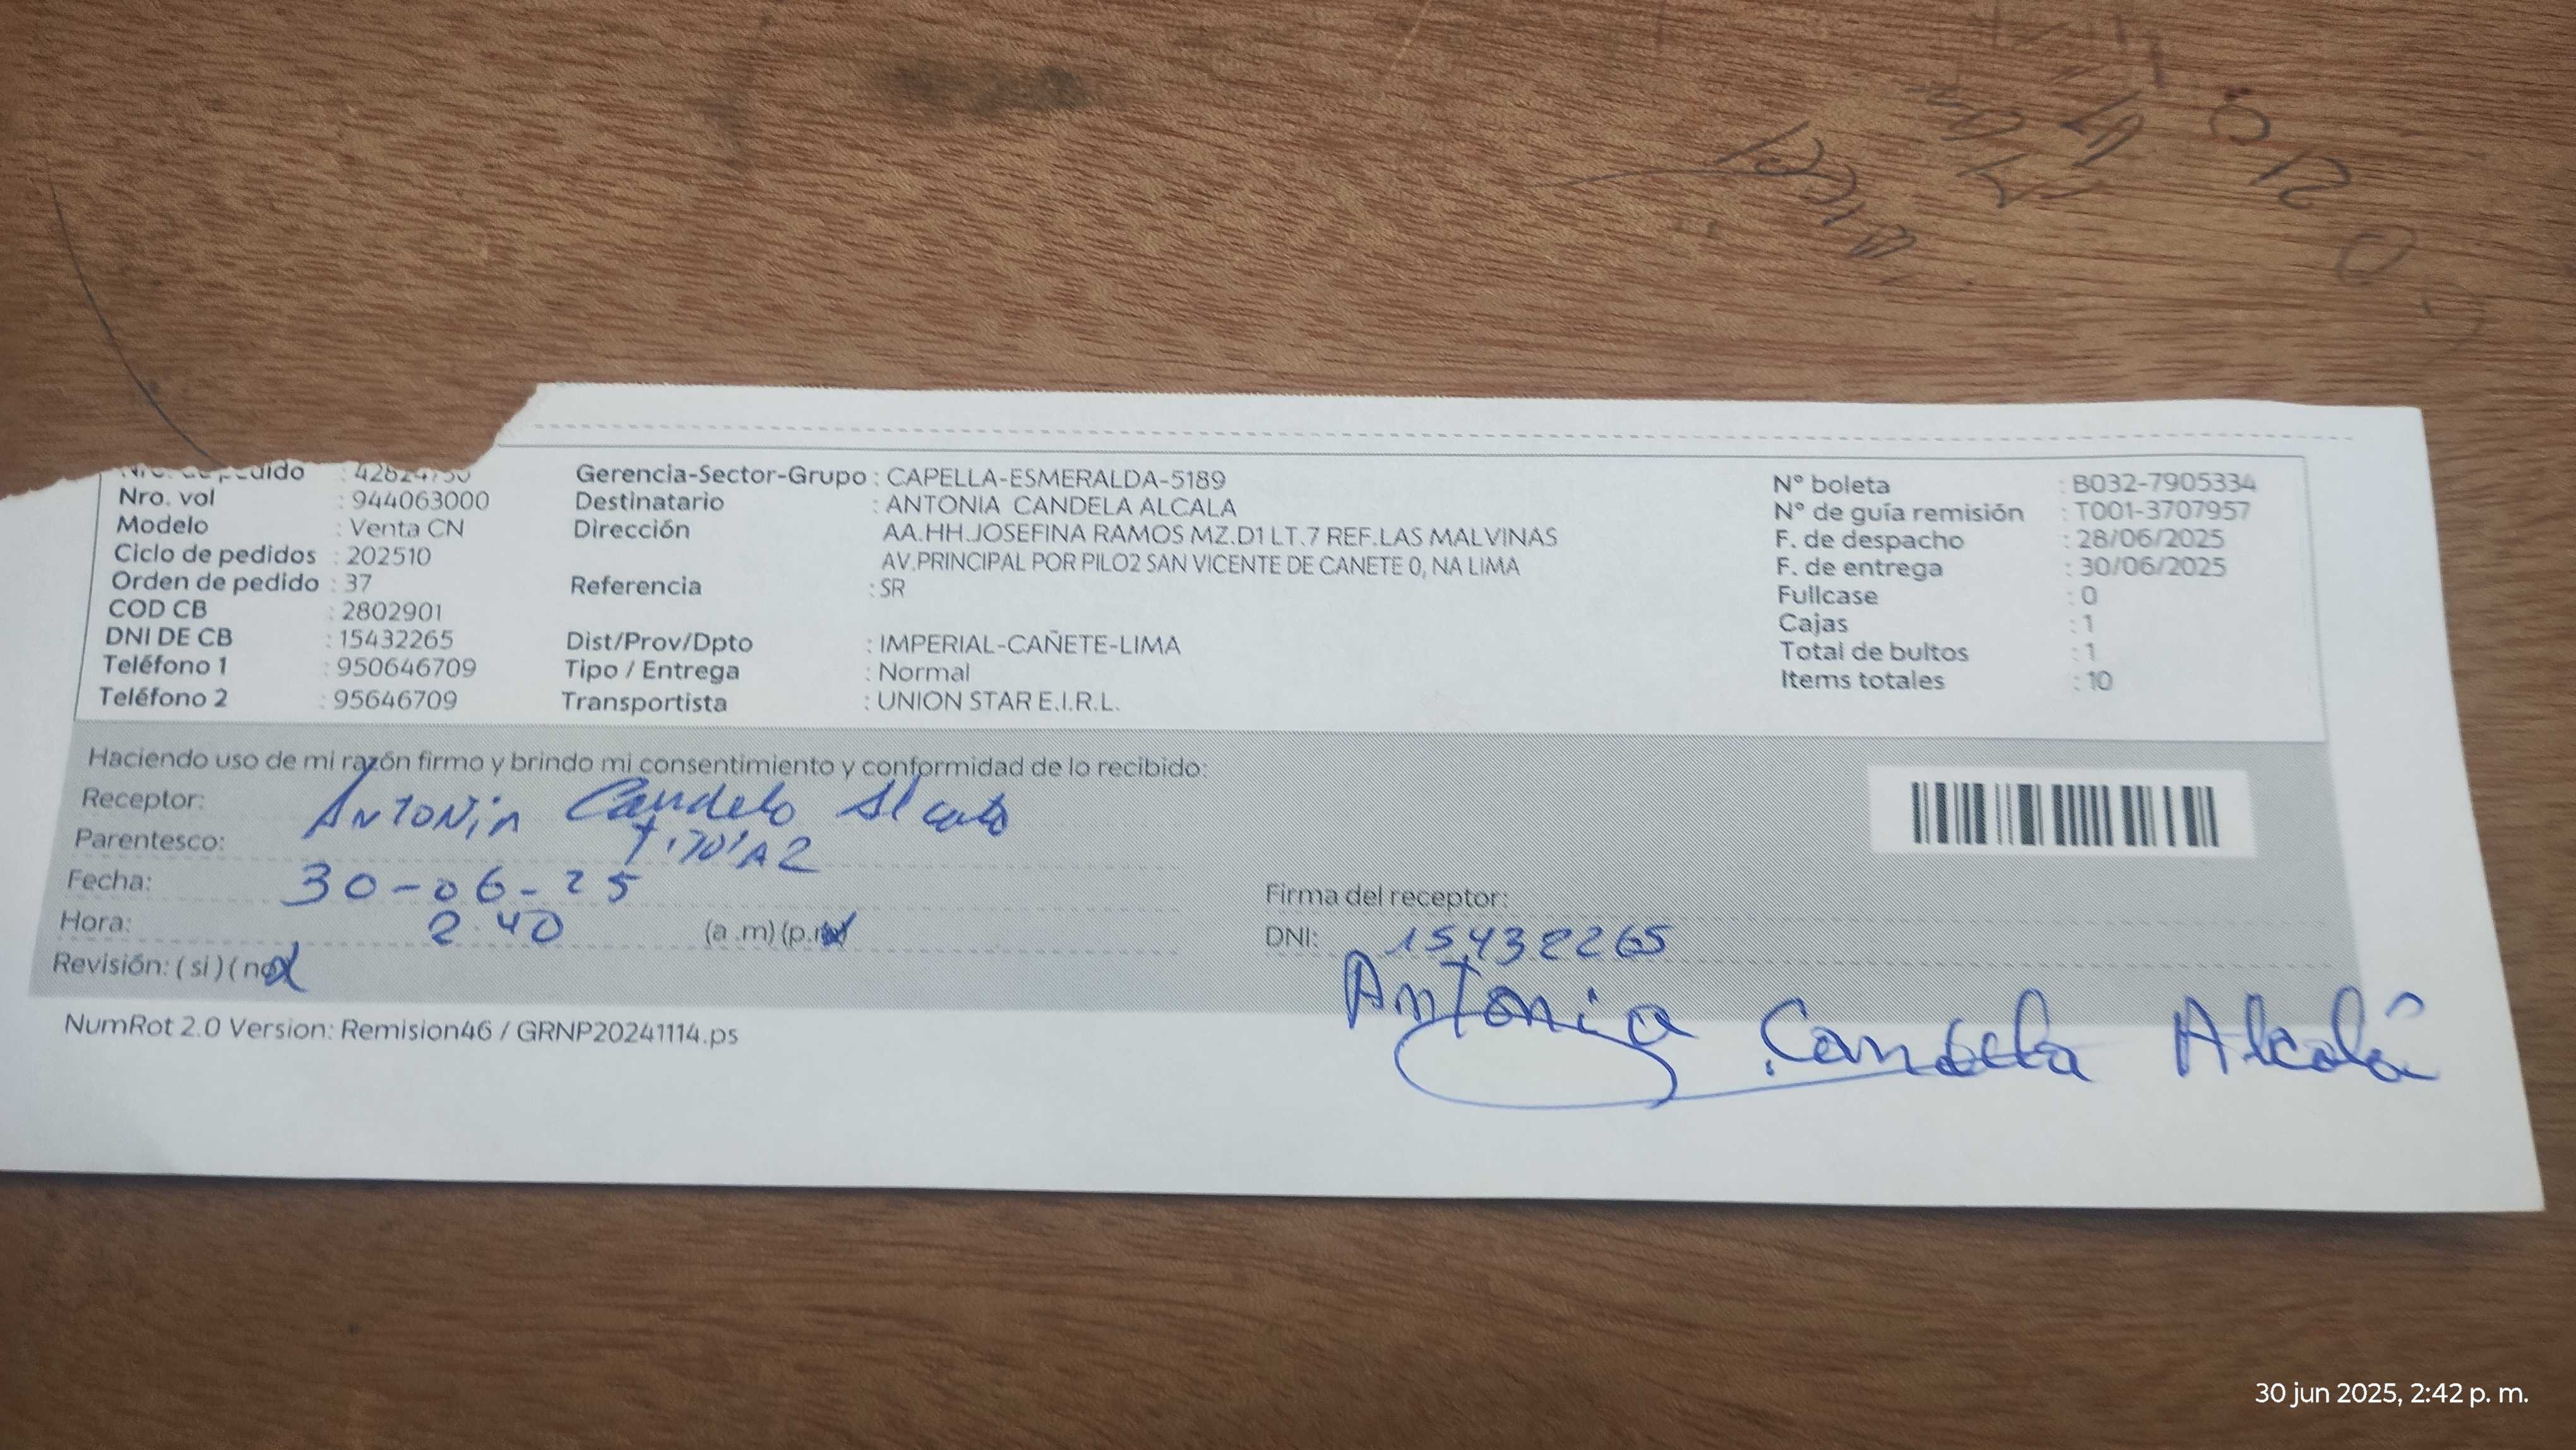 Nro. de pedido : 42824750
Nro. vol : 944063000
Modelo : Venta CN
Ciclo de pedidos : 202510
Orden de pedido : 37
COD CB : 2802901
DNI DE CB : 15432265
Teléfono 1 : 950646709
Teléfono 2 : 95646709
Gerencia-Sector-Grupo : CAPELLA-ESMERALDA-5189
Destinatario : ANTONIA CANDELA ALCALA
Dirección AA.HH.JOSEFINA RAMOS MZ.D1 LT.7 REF.LAS MALVINAS
AV.PRINCIPAL POR PILO2 SAN VICENTE DE CANETE 0, NA LIMA
Referencia : SR
Dist/Prov/Dpto : IMPERIAL-CAÑETE-LIMA
Tipo / Entrega : Normal
Transportista : UNION STAR E.I.R.L.
N° boleta : B032-7905334
N° de guía remisión : T001-3707957
F. de despacho : 28/06/2025
F. de entrega : 30/06/2025
Fullcase : 0
Cajas : 1
Total de bultos : 1
Items totales : 10
Haciendo uso de mi razón firmo y brindo mi consentimiento y conformidad de lo recibido:
Receptor: Antonia Candela Alcala
Parentesco:
Fecha: 30-06-25
Hora: 2:40 (a.m) (p.m)
Revisión: ( si ) ( no )
Firma del receptor:
DNI: 15432265
Antonia Candela Alcalá
NumRot 2.0 Version: Remision46 / GRNP20241114.ps
30 jun 2025, 2:42 p. m.